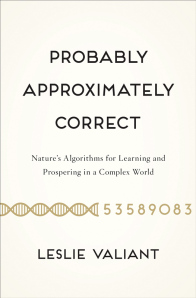 PROBABLY
APPROXIMATELY
CORRECT
Nature's Algorithms for Learning and
Prospering in a Complex World
53589083
LESLIE VALIANT